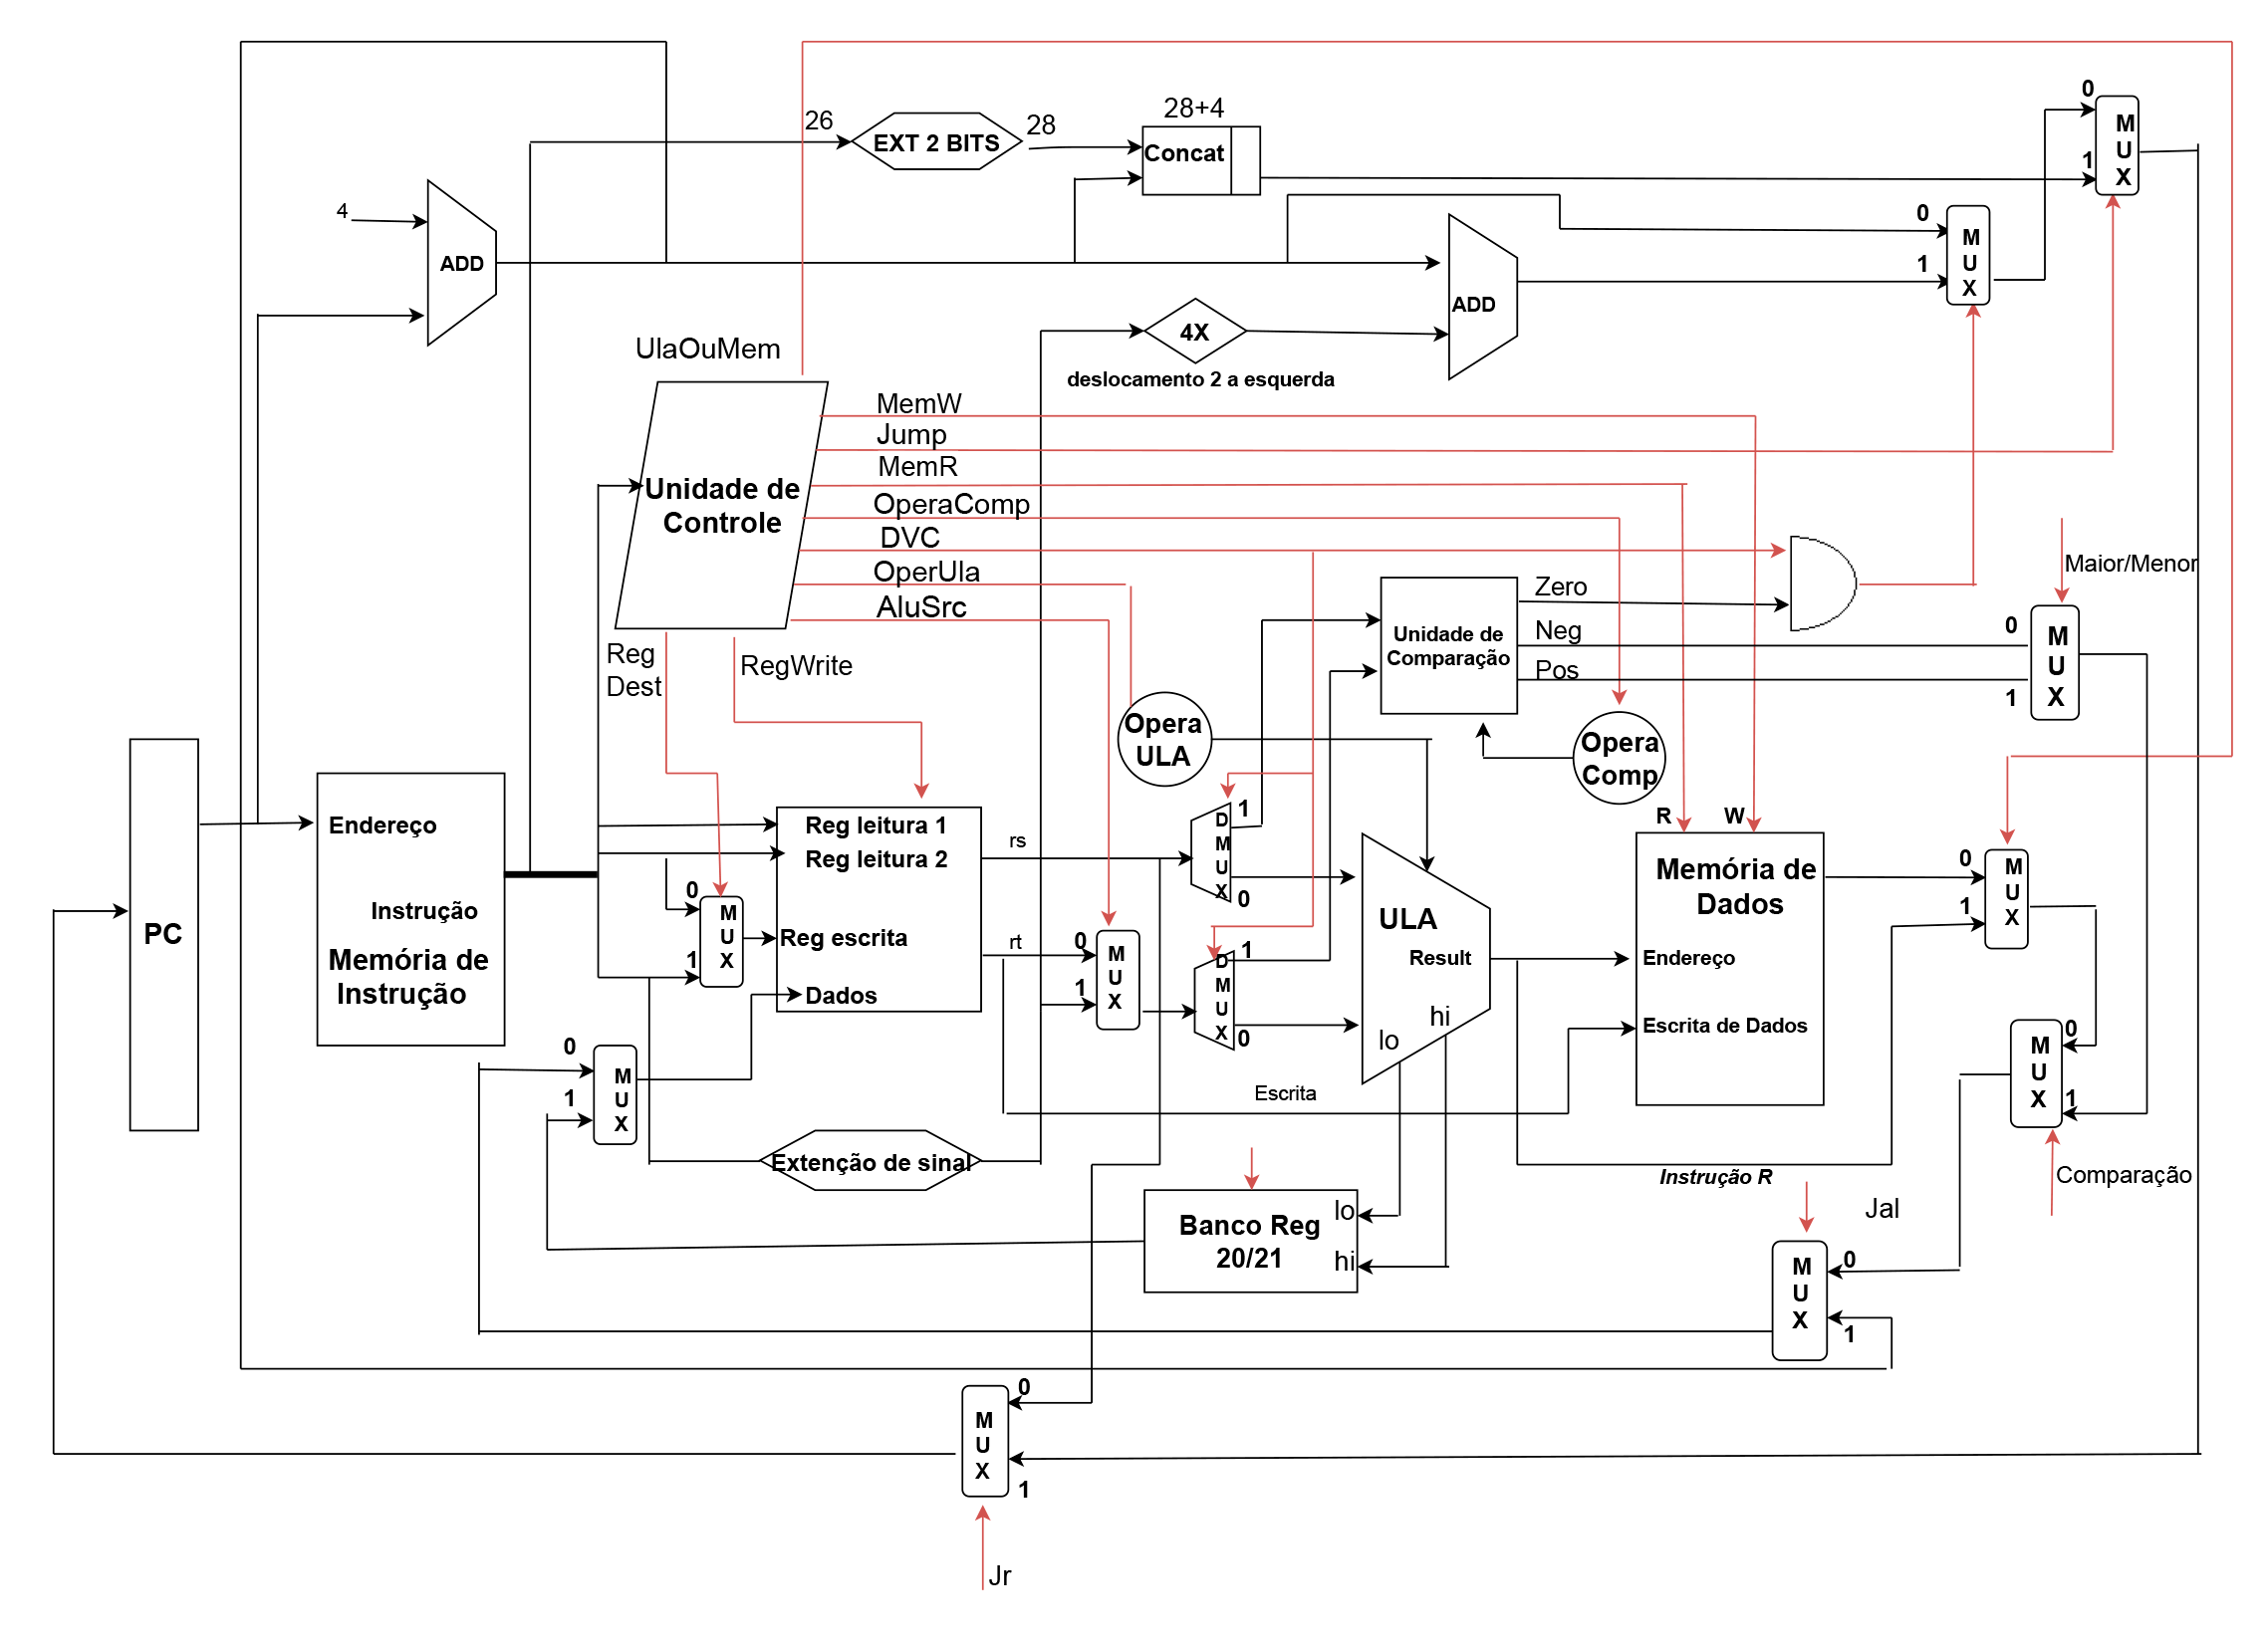 26
EXT 2 BITS
28
28+4
Concat
0
1
M
U
X
4
ADD
0
1
M
U
X
ADD
4X
deslocamento 2 a esquerda
UlaOuMem
Unidade de
Controle
MemW
Jump
MemR
OperaComp
DVC
OperUla
AluSrc
Reg
Dest
RegWrite
Unidade de
Comparação
Zero
Neg
Pos
Maior/Menor
0
1
M
U
X
Opera
ULA
Opera
Comp
PC
Endereço
Instrução
Memória de
Instrução
0
1
M
U
X
Reg leitura 1
Reg leitura 2
Reg escrita
Dados
rs
rt
0
1
M
U
X
1
D
M
U
X
0
1
D
M
U
X
0
ULA
Result
hi
lo
R
W
Memória de
Dados
Endereço
Escrita de Dados
0
1
M
U
X
0
1
M
U
X
Comparação
0
1
M
U
X
Extenção de sinal
Escrita
Instrução R
Banco Reg
20/21
lo
hi
Jal
0
1
M
U
X
0
1
M
U
X
Jr